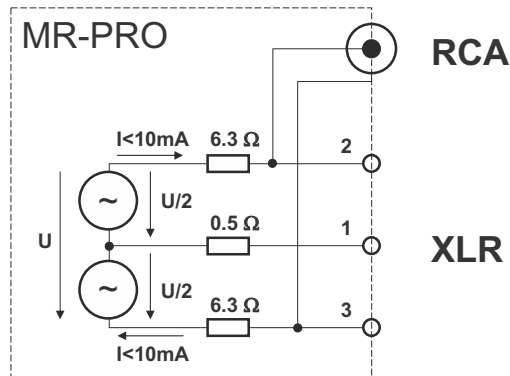 MR-PRO
RCA
I<10mA
6.3 Ω
2
~
U/2
U
0.5 Ω
1
XLR
~
U/2
6.3 Ω
3
I<10mA